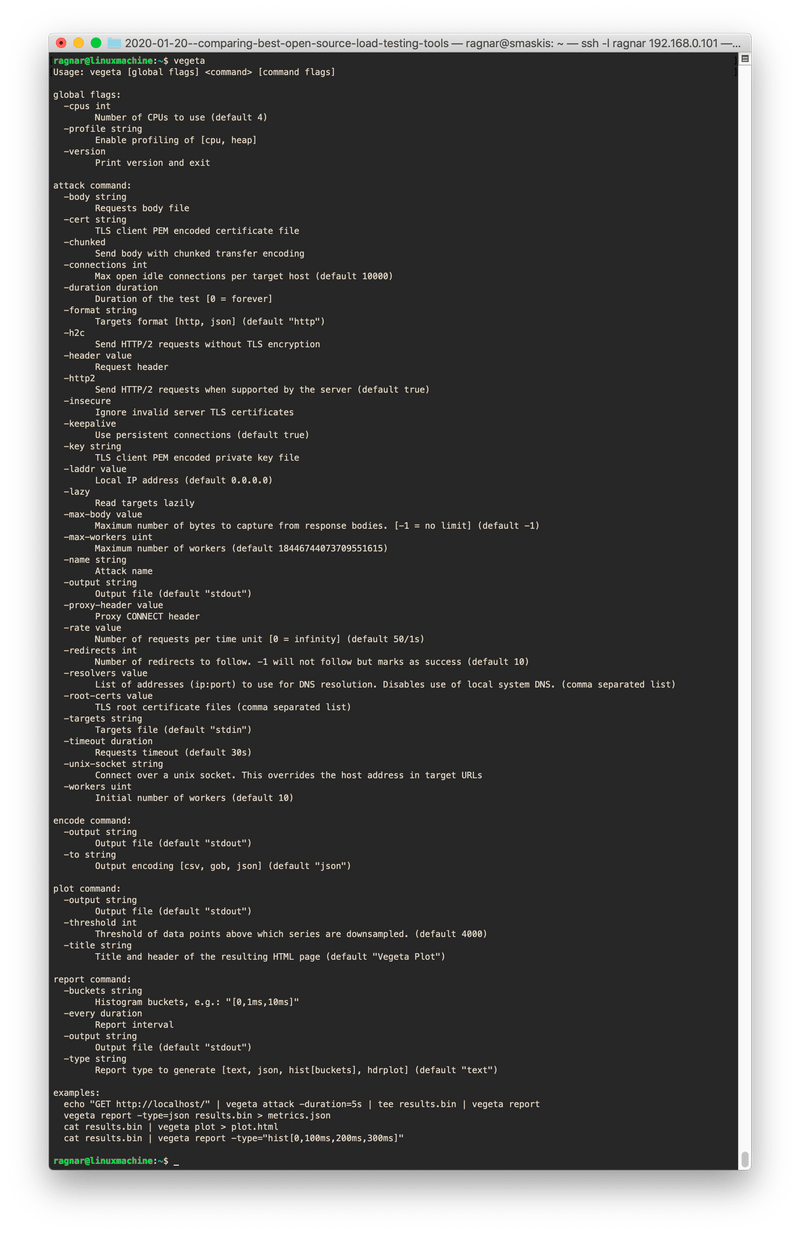 2020-01-20--comparing-best-open-source-load-testing-tools — ragnar@smaskis: ~ — ssh -l ragnar 192.168.0.101 —...
ragnar@linuxmachine:~$ vegeta
Usage: vegeta [global flags] <command> [command flags]

global flags:
  -cpus int
        Number of CPUs to use (default 4)
  -profile string
        Enable profiling of [cpu, heap]
  -version
        Print version and exit

attack command:
  -body string
        Requests body file
  -cert string
        TLS client PEM encoded certificate file
  -chunked
        Send body with chunked transfer encoding
  -connections int
        Max open idle connections per target host (default 10000)
  -duration duration
        Duration of the test [0 = forever]
  -format string
        Targets format [http, json] (default "http")
  -h2c
        Send HTTP/2 requests without TLS encryption
  -header value
        Request header
  -http2
        Send HTTP/2 requests when supported by the server (default true)
  -insecure
        Ignore invalid server TLS certificates
  -keepalive
        Use persistent connections (default true)
  -key string
        TLS client PEM encoded private key file
  -laddr value
        Local IP address (default 0.0.0.0)
  -lazy
        Read targets lazily
  -max-body value
        Maximum number of bytes to capture from response bodies. [-1 = no limit] (default -1)
  -max-workers uint
        Maximum number of workers (default 18446744073709551615)
  -name string
        Attack name
  -output string
        Output file (default "stdout")
  -proxy-header value
        Proxy CONNECT header
  -rate value
        Number of requests per time unit [0 = infinity] (default 50/1s)
  -redirects int
        Number of redirects to follow. -1 will not follow but marks as success (default 10)
  -resolvers value
        List of addresses (ip:port) to use for DNS resolution. Disables use of local system DNS. (comma separated list)
  -root-certs value
        TLS root certificate files (comma separated list)
  -targets string
        Targets file (default "stdin")
  -timeout duration
        Requests timeout (default 30s)
  -unix-socket string
        Connect over a unix socket. This overrides the host address in target URLs
  -workers uint
        Initial number of workers (default 10)

encode command:
  -output string
        Output file (default "stdout")
  -to string
        Output encoding [csv, gob, json] (default "json")

plot command:
  -output string
        Output file (default "stdout")
  -threshold int
        Threshold of data points above which series are downsampled. (default 4000)
  -title string
        Title and header of the resulting HTML page (default "Vegeta Plot")

report command:
  -buckets string
        Histogram buckets, e.g.: "[0,1ms,10ms]"
  -every duration
        Report interval
  -output string
        Output file (default "stdout")
  -type string
        Report type to generate [text, json, hist[buckets], hdrplot] (default "text")

examples:
  echo "GET http://localhost/" | vegeta attack -duration=5s | tee results.bin | vegeta report
  vegeta report -type=json results.bin > metrics.json
  cat results.bin | vegeta plot > plot.html
  cat results.bin | vegeta report -type="hist[0,100ms,200ms,300ms]"

ragnar@linuxmachine:~$ _